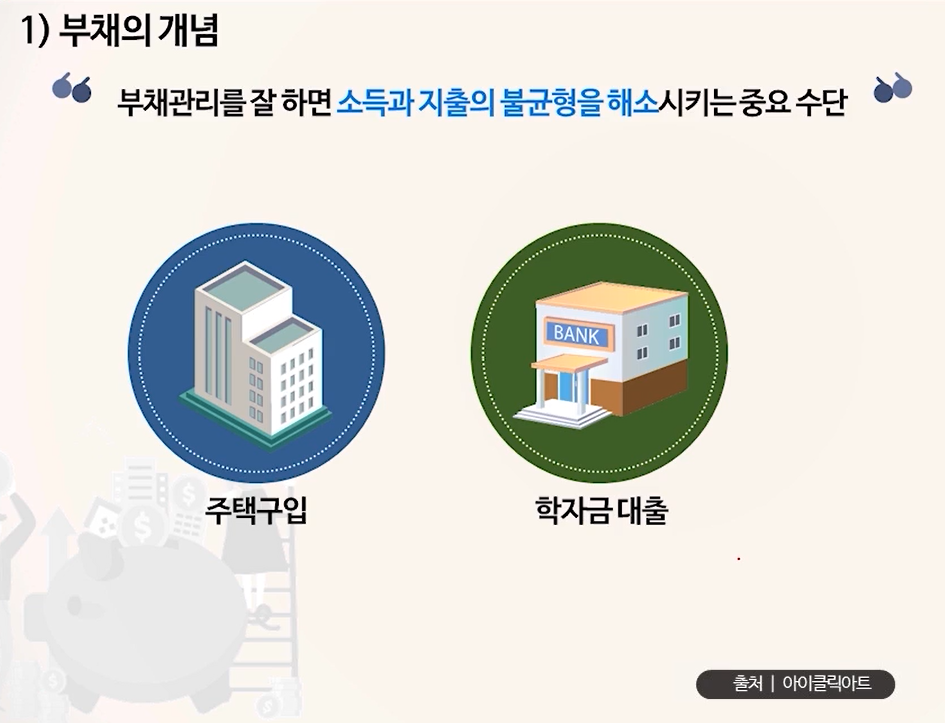 1) 부채의 개념
부채관리를 잘 하면 소득과 지출의 불균형을 해소시키는 중요 수단
BANK
주택구입
학자금 대출
출처 | 아이클릭아트